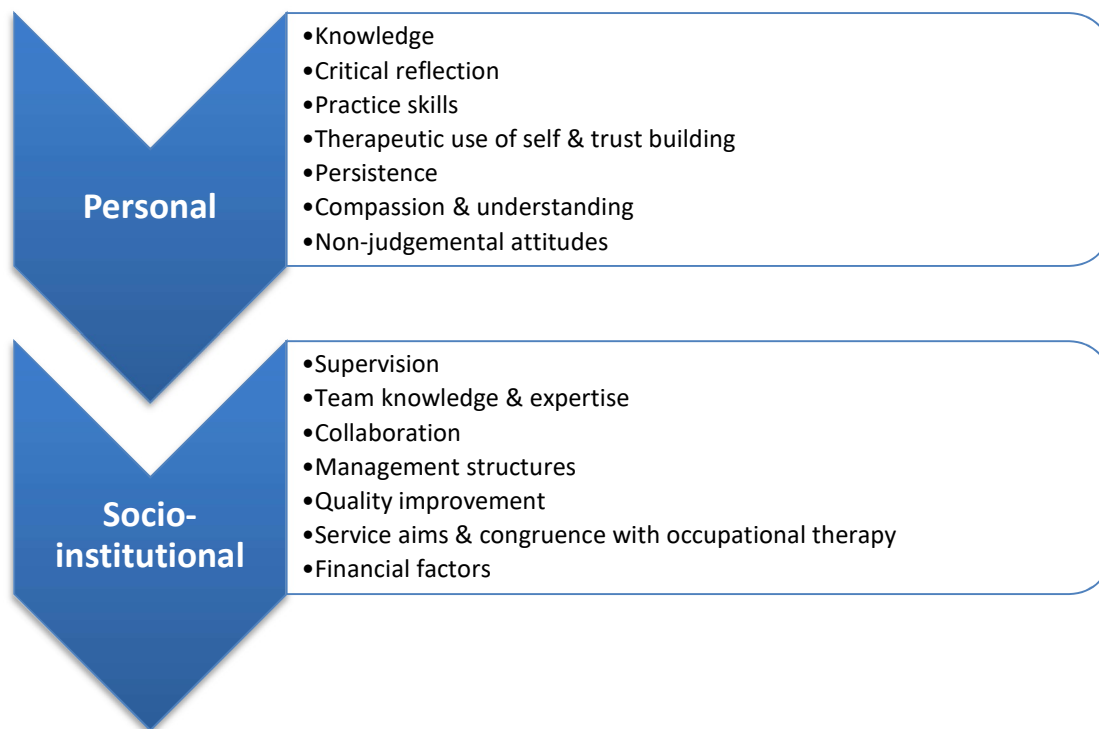 Personal
•Knowledge
•Critical reflection
•Practice skills
•Therapeutic use of self & trust building
•Persistence
•Compassion & understanding
•Non-judgemental attitudes
Socio-
institutional
•Supervision
•Team knowledge & expertise
•Collaboration
•Management structures
•Quality improvement
•Service aims & congruence with occupational therapy
•Financial factors